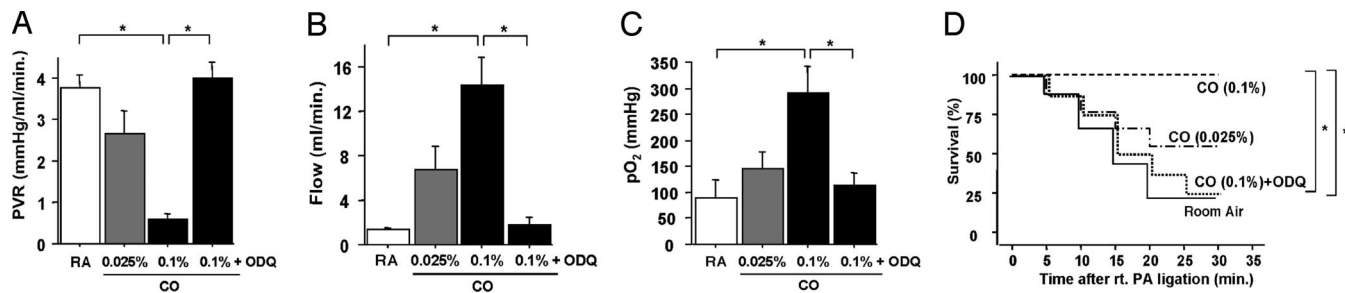 A
PVR (mmHg/ml/min.)
4
3
2
1
0
* *
RA 0.025% 0.1% 0.1% + ODQ
CO
B
Flow (ml/min.)
16
12
8
4
0
* *
RA 0.025% 0.1% 0.1% + ODQ
CO
C
pO2 (mmHg)
350
300
250
200
150
100
50
0
* *
RA 0.025% 0.1% 0.1% + ODQ
CO
D
Survival (%)
100
75
50
25
0
CO (0.1%)
CO (0.025%)
CO (0.1%)+ODQ
Room Air
* *
0 5 10 15 20 25 30 35
Time after rt. PA ligation (min.)